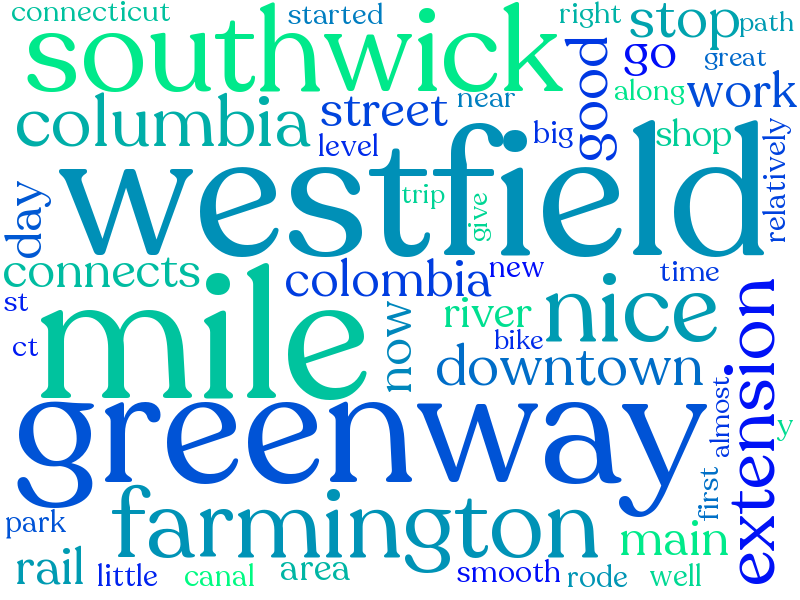 connecticut
started
right
stop
path
southwick
go
great
good
along
work
columbia
street
near
level
big
shop
relatively
westfield
day
trip
give
connects
colombia
new
time
st
mile
now
river
nice
extension
ct
bike
downtown
almost
greenway
y
first
park
farmington
main
rail
little
canal
area
smooth
rode
well